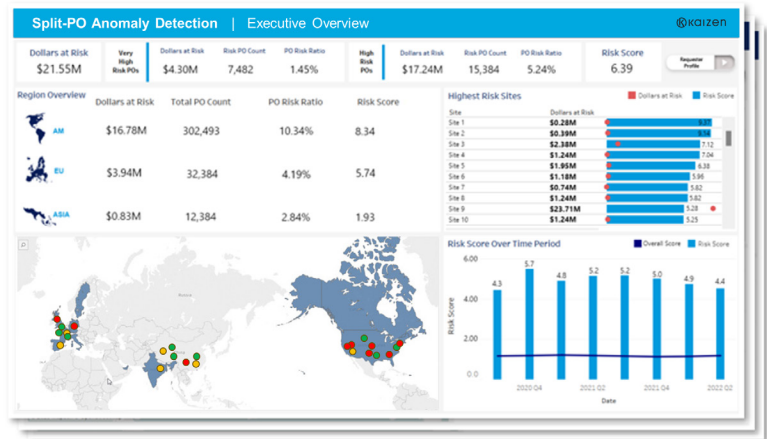 Split-PO Anomaly Detection | Executive Overview
KAIZEN
Dollars at Risk
$21.55M
Very High Risk POs
Dollars at Risk Risk PO Count PO Risk Ratio
$4.30M 7,482 1.45%
High Risk POs
Dollars at Risk Risk PO Count PO Risk Ratio
$17.24M 15,384 5.24%
Risk Score
6.39
Requester Profile
Region Overview
Dollars at Risk Total PO Count PO Risk Ratio Risk Score
AM $16.78M 302,493 10.34% 8.34
EU $3.94M 32,384 4.19% 5.74
ASIA $0.83M 12,384 2.84% 1.93
Highest Risk Sites
Dollars at Risk Risk Score
Site Dollars at Risk
Site 1 $0.28M
Site 2 $0.39M
Site 3 $2.38M 7.12
Site 4 $1.24M 7.04
Site 5 $1.95M 6.38
Site 6 $1.18M 5.96
Site 7 $0.74M 5.82
Site 8 $1.24M 5.82
Site 9 $23.71M 5.28
Site 10 $1.24M 5.25
Risk Score Over Time Period
Overall Score Risk Score
Risk Score
6.00
4.00
2.00
0.0
4.3 5.7 4.8 5.2 5.2 5.0 4.9 4.4
2020 Q4 2021 Q2 2021 Q4 2022 Q2
Date